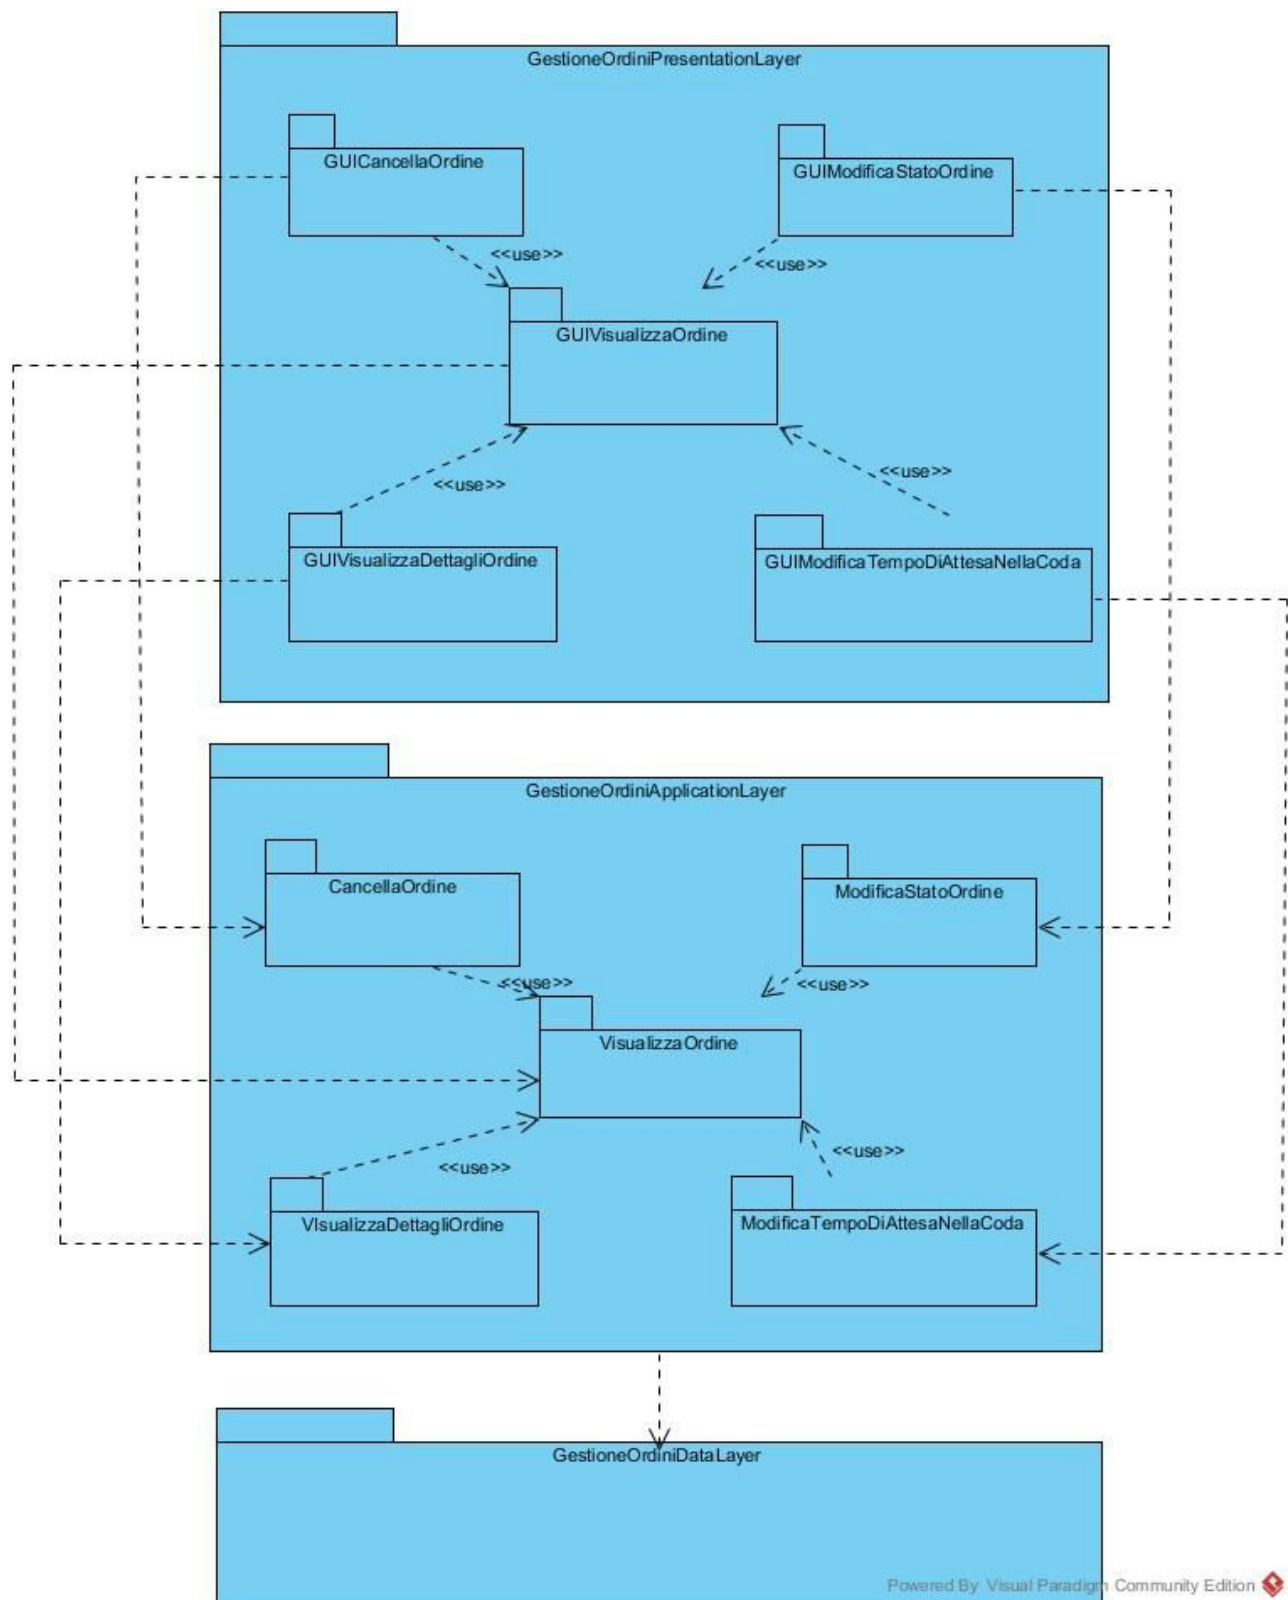 GestioneOrdiniPresentationLayer
GUICancellaOrdine
GUIModificaStatoOrdine
<<use>>
<<use>>
GUIVisualizzaOrdine
<<use>>
<<use>>
GUIVisualizzaDettagliOrdine
GUIModificaTempoDiAttesaNellaCoda
GestioneOrdiniApplicationLayer
CancellaOrdine
ModificaStatoOrdine
<<use>>
<<use>>
VisualizzaOrdine
<<use>>
<<use>>
VIsualizzaDettagliOrdine
ModificaTempoDiAttesaNellaCoda
GestioneOrdiniDataLayer
Powered By Visual Paradigm Community Edition